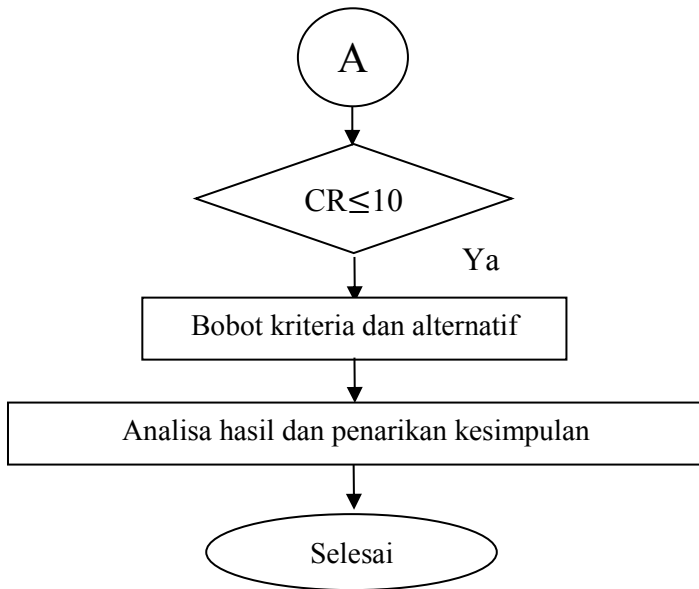 A
CR≤10
Ya
Bobot kriteria dan alternatif
Analisa hasil dan penarikan kesimpulan
Selesai